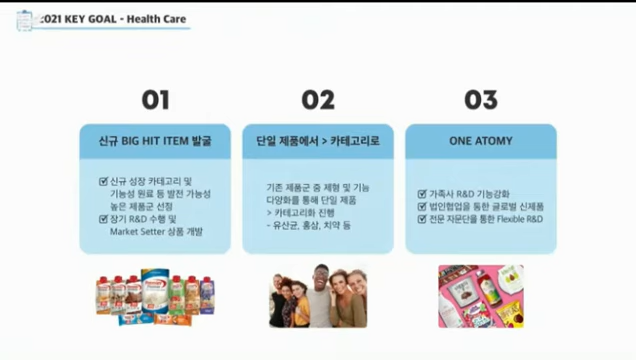 2021 KEY GOAL - Health Care
01
신규 BIG HIT ITEM 발굴
신규 성장 카테고리 및
기능성 원료 등 발전 가능성
높은 제품군 선정
장기 R&D 수행 및
Market Setter 상품 개발
02
단일 제품에서 > 카테고리로
기존 제품군 중 제형 및 기능
다양화를 통해 단일 제품
> 카테고리화 진행
- 유산균, 홍삼, 치약 등
03
ONE ATOMY
가족사 R&D 기능강화
법인협업을 통한 글로벌 신제품
전문 자문단을 통한 Flexible R&D